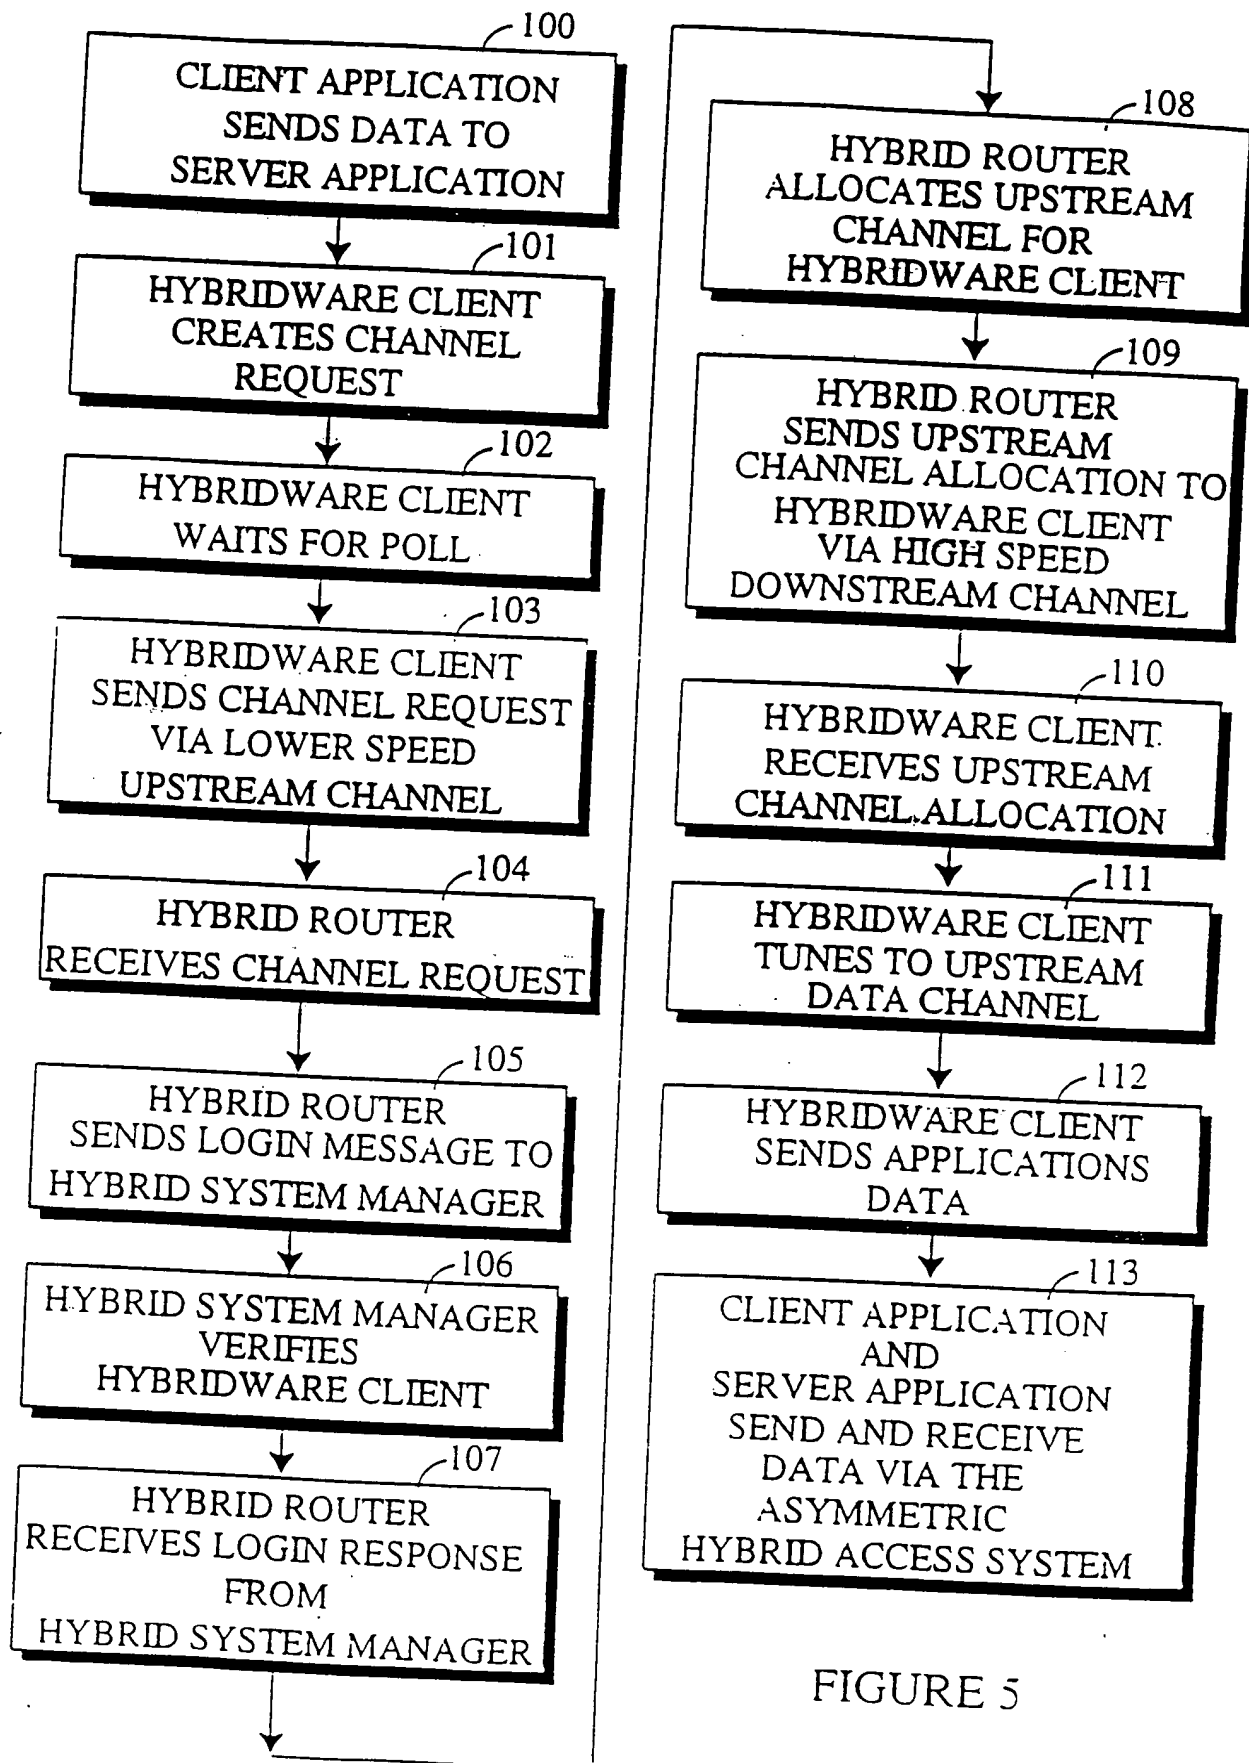 100
CLIENT APPLICATION
SENDS DATA TO
SERVER APPLICATION
101
HYBRIDWARE CLIENT
CREATES CHANNEL
REQUEST
102
HYBRIDWARE CLIENT
WAITS FOR POLL
103
HYBRIDWARE CLIENT
SENDS CHANNEL REQUEST
VIA LOWER SPEED
UPSTREAM CHANNEL
104
HYBRID ROUTER
RECEIVES CHANNEL REQUEST
105
HYBRID ROUTER
SENDS LOGIN MESSAGE TO
HYBRID SYSTEM MANAGER
106
HYBRID SYSTEM MANAGER
VERIFIES
HYBRIDWARE CLIENT
107
HYBRID ROUTER
RECEIVES LOGIN RESPONSE
FROM
HYBRID SYSTEM MANAGER
108
HYBRID ROUTER
ALLOCATES UPSTREAM
CHANNEL FOR
HYBRIDWARE CLIENT
109
HYBRID ROUTER
SENDS UPSTREAM
CHANNEL ALLOCATION TO
HYBRIDWARE CLIENT
VIA HIGH SPEED
DOWNSTREAM CHANNEL
110
HYBRIDWARE CLIENT
RECEIVES UPSTREAM
CHANNEL ALLOCATION
111
HYBRIDWARE CLIENT
TUNES TO UPSTREAM
DATA CHANNEL
112
HYBRIDWARE CLIENT
SENDS APPLICATIONS
DATA
113
CLIENT APPLICATION
AND
SERVER APPLICATION
SEND AND RECEIVE
DATA VIA THE
ASYMMETRIC
HYBRID ACCESS SYSTEM
FIGURE 5